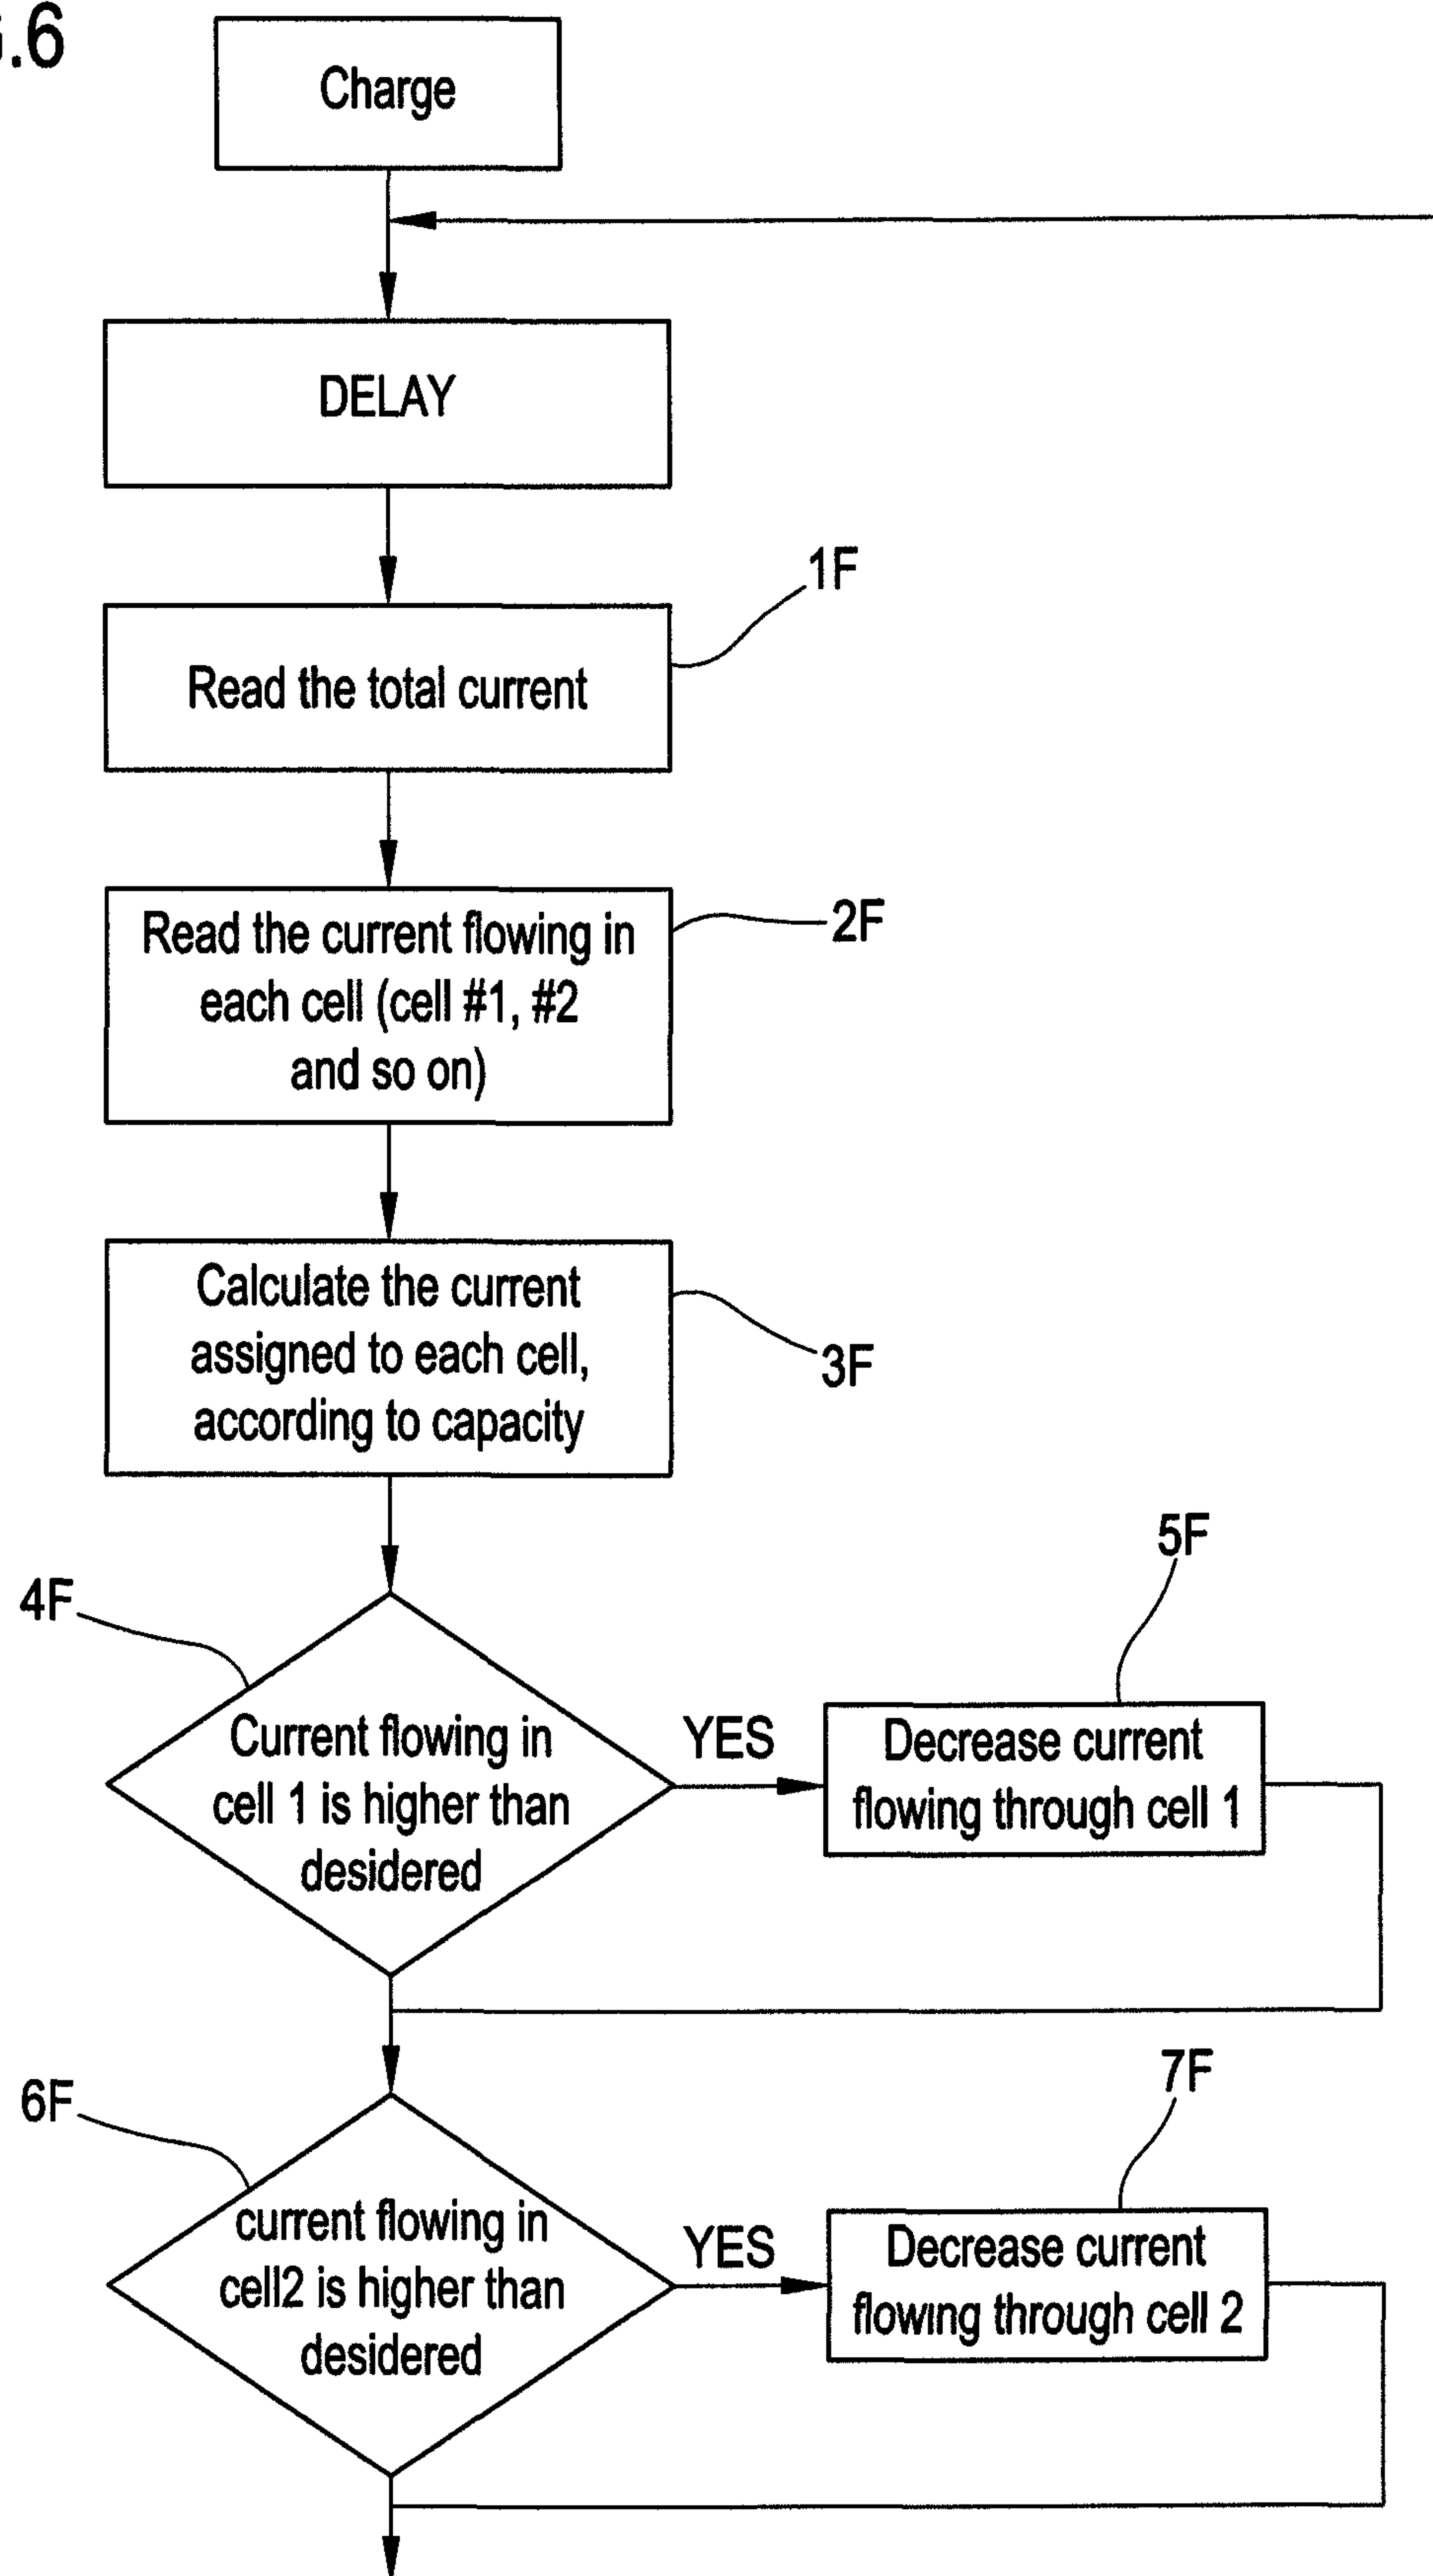 .6
Charge
DELAY
1F
Read the total current
2F
Read the current flowing in
each cell (cell #1, #2
and so on)
Calculate the current
assigned to each cell,
according to capacity
3F
4F
5F
Current flowing in
cell 1 is higher than
desidered
YES
Decrease current
flowing through cell 1
6F
7F
current flowing in
cell2 is higher than
desidered
YES
Decrease current
flowing through cell 2